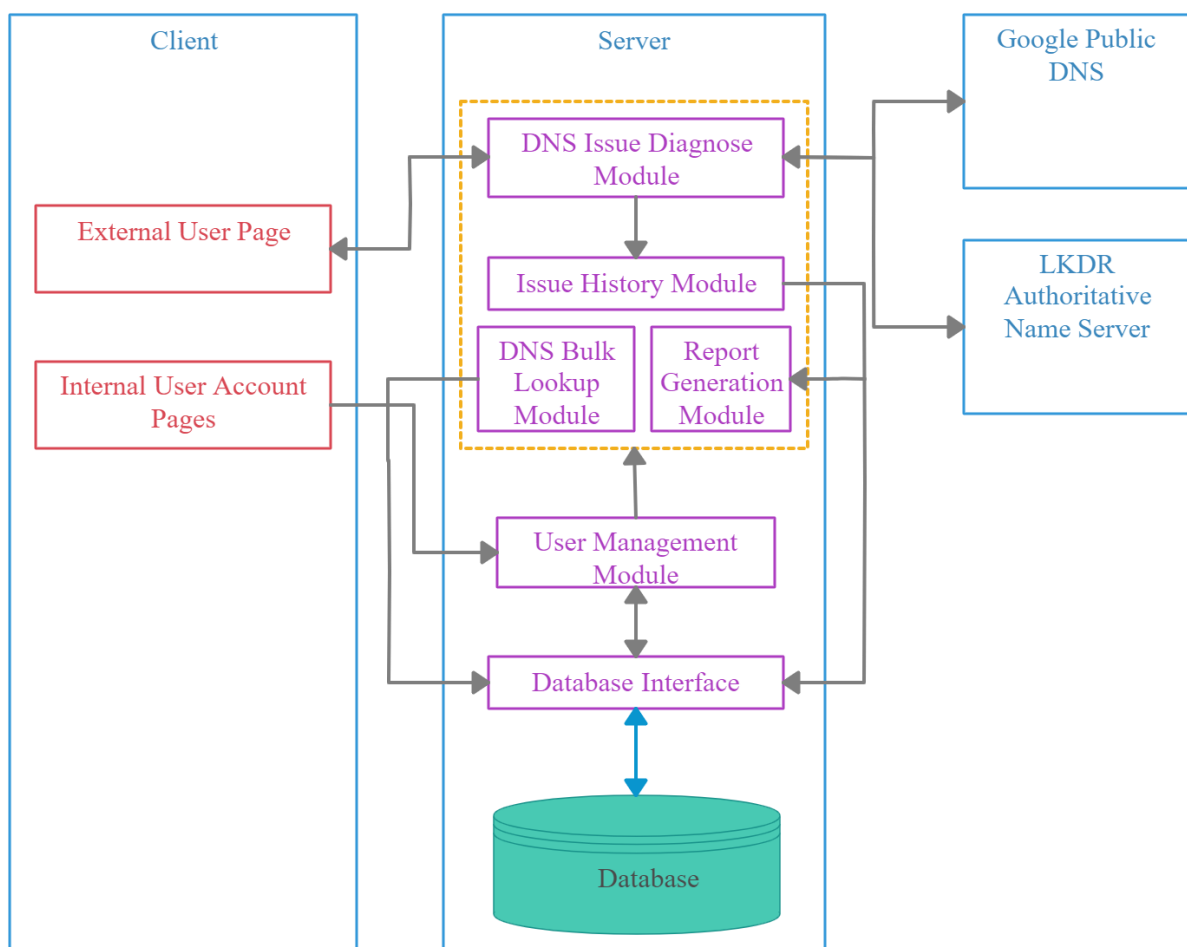 Client
Server
Google Public
DNS
DNS Issue Diagnose
Module
External User Page
Issue History Module
LKDR
Authoritative
Name Server
DNS Bulk
Lookup
Module
Report
Generation
Module
Internal User Account
Pages
User Management
Module
Database Interface
Database